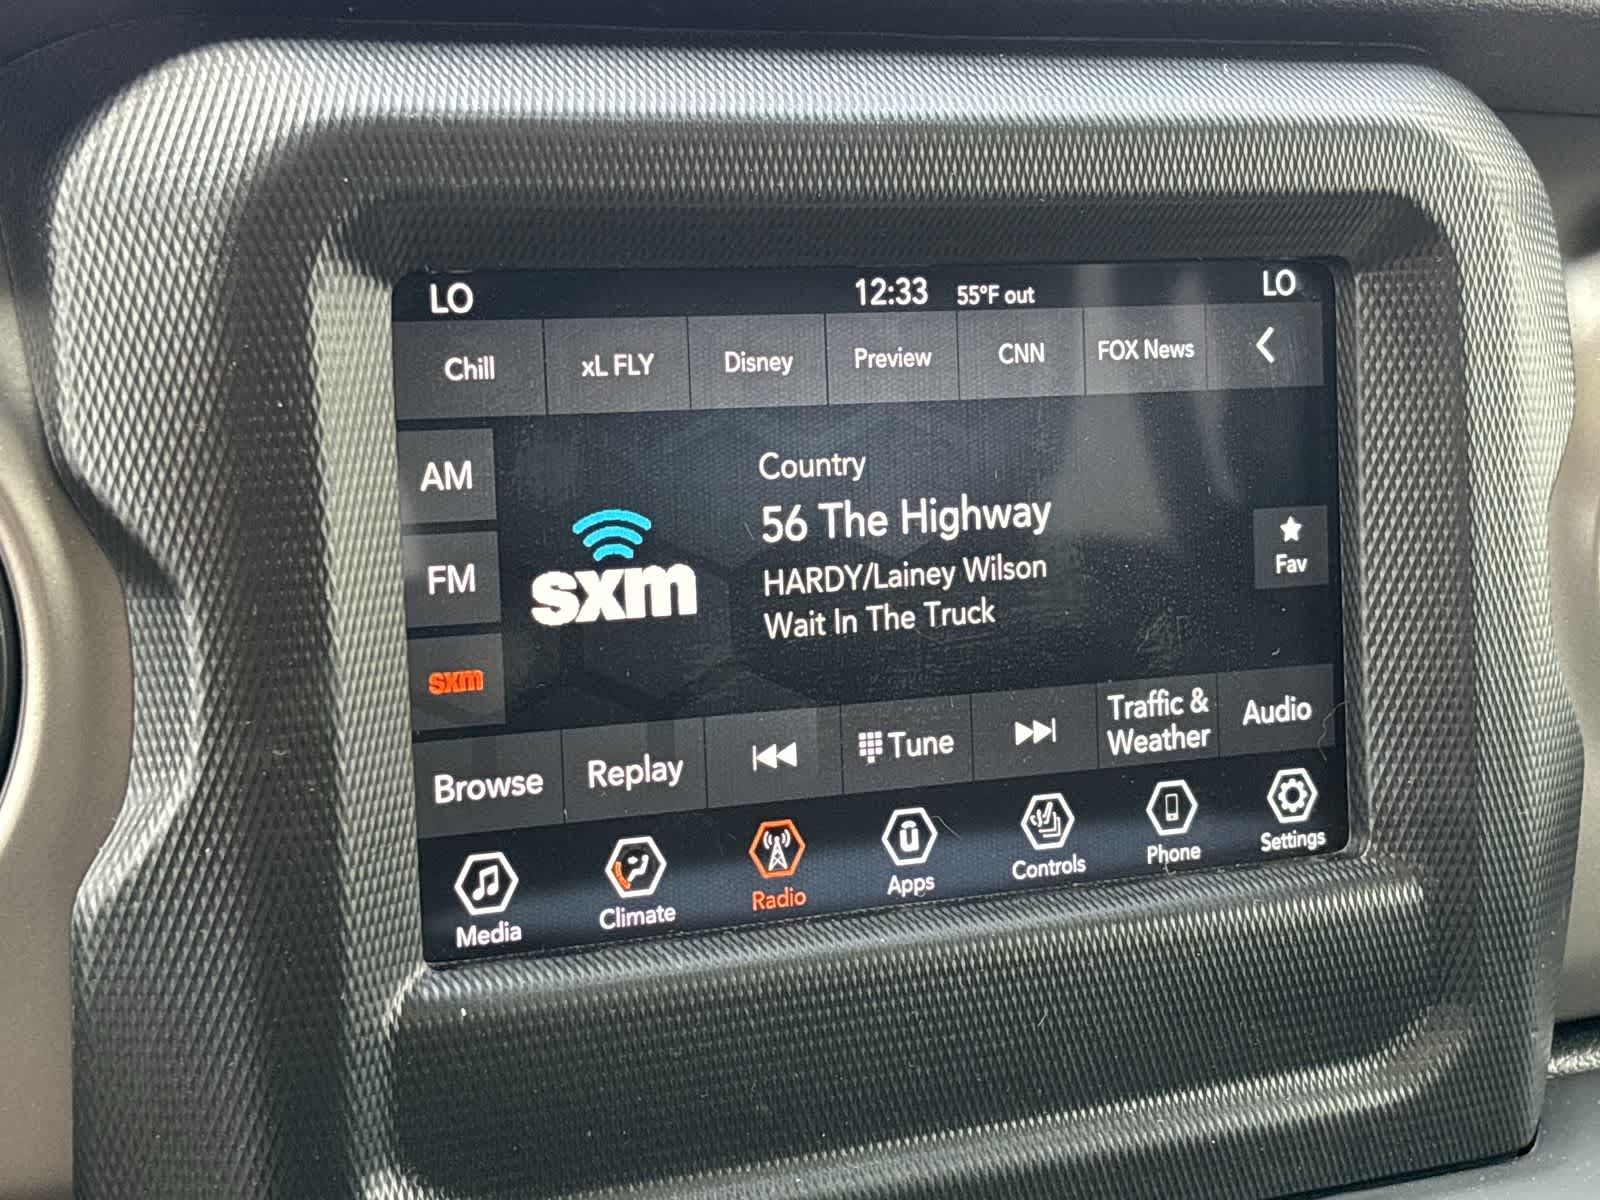 LO 12:33 55°F out LO
Chill xL FLY Disney Preview CNN FOX News
AM
FM
sxm
sxm
Country
56 The Highway
HARDY/Lainey Wilson
Wait In The Truck
Fav
Browse Replay Tune Traffic & Weather Audio
Media Climate Radio Apps Controls Phone Settings